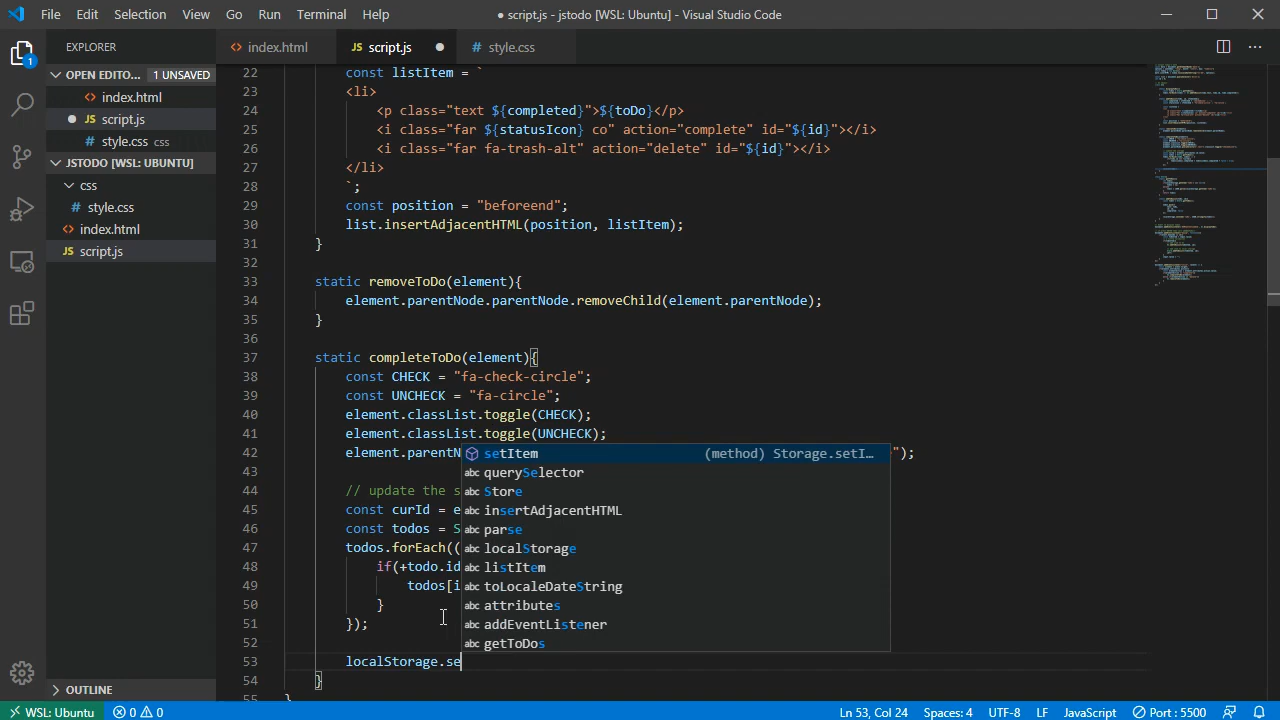 File Edit Selection View Go Run Terminal Help
● script.js - jstodo [WSL: Ubuntu] - Visual Studio Code
EXPLORER
OPEN EDITO... 1 UNSAVED
index.html
script.js
style.css css
JSTODO [WSL: UBUNTU]
css
style.css
index.html
JS script.js
OUTLINE
1
index.html
JS script.js
style.css
22 const listItem = `
23 <li>
24 <p class="text ${completed}">${toDo}</p>
25 <i class="far ${statusIcon} co" action="complete" id="${id}"></i>
26 <i class="far fa-trash-alt" action="delete" id="${id}"></i>
27 </li>
28 `;
29 const position = "beforeend";
30 list.insertAdjacentHTML(position, listItem);
31 }
32
33 static removeToDo(element){
34 element.parentNode.parentNode.removeChild(element.parentNode);
35 }
36
37 static completeToDo(element){
38 const CHECK = "fa-check-circle";
39 const UNCHECK = "fa-circle";
40 element.classList.toggle(CHECK);
41 element.classList.toggle(UNCHECK);
42 element.parentN ");
43
44 // update the s
45 const curId = e
46 const todos = S
47 todos.forEach((
48 if(+todo.id
49 todos[i
50 }
51 });
52
53 localStorage.se
54 }
55 }
setItem (method) Storage.setI...
querySelector
Store
insertAdjacentHTML
parse
localStorage
listItem
toLocaleDateString
attributes
addEventListener
getToDos
WSL: Ubuntu 0 0 Ln 53, Col 24 Spaces: 4 UTF-8 LF JavaScript Port : 5500